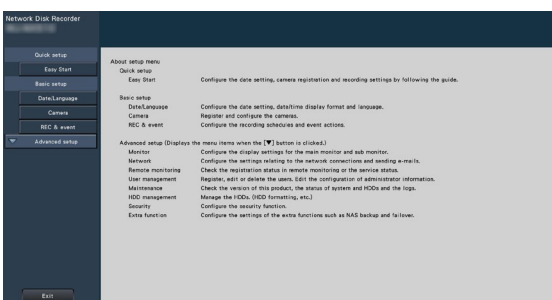 Network Disk Recorder
Quick setup
Easy Start
Basic setup
Date/Language
Camera
REC & event
Advanced setup
Exit
About setup menu
Quick setup
Easy Start Configure the date setting, camera registration and recording settings by following the guide.
Basic setup
Date/Language Configure the date setting, date/time display format and language.
Camera Register and configure the cameras.
REC & event Configure the recording schedules and event actions.
Advanced setup (Displays the menu items when the [▼] button is clicked.)
Monitor Configure the display settings for the main monitor and sub monitor.
Network Configure the settings relating to the network connections and sending e-mails.
Remote monitoring Check the registration status in remote monitoring or the service status.
User management Register, edit or delete the users. Edit the configuration of administrator information.
Maintenance Check the version of this product, the status of system and HDDs and the logs.
HDD management Manage the HDDs. (HDD formatting, etc.)
Security Configure the security function.
Extra function Configure the settings of the extra functions such as NAS backup and failover.